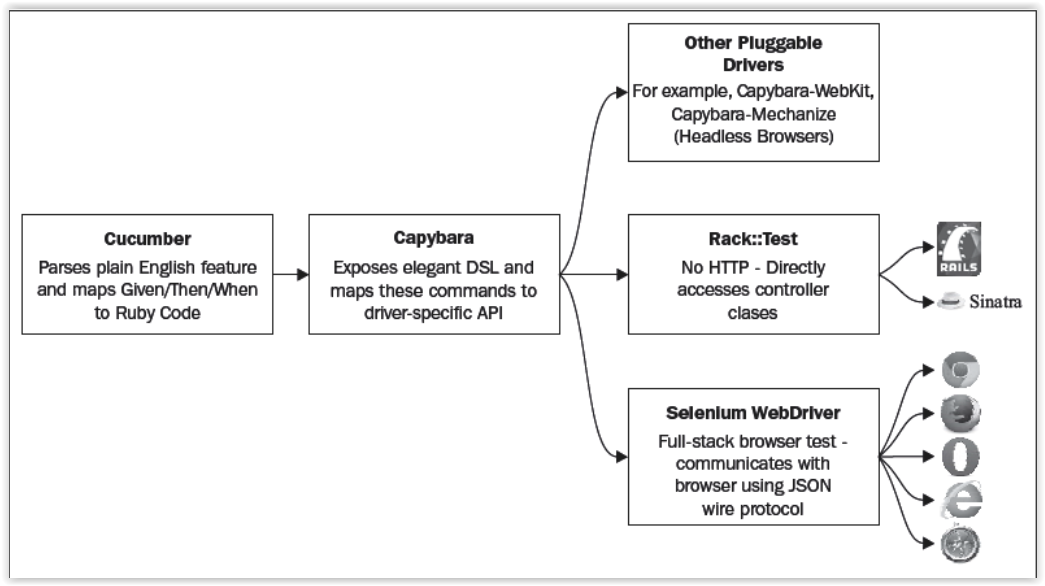 Other Pluggable
Drivers
For example, Capybara-WebKit,
Capybara-Mechanize
(Headless Browsers)
Cucumber
Parses plain English feature
and maps Given/Then/When
to Ruby Code
Capybara
Exposes elegant DSL and
maps these commands to
driver-specific API
Rack::Test
No HTTP - Directly
accesses controller
clases
RAILS
Sinatra
Selenium WebDriver
Full-stack browser test -
communicates with
browser using JSON
wire protocol